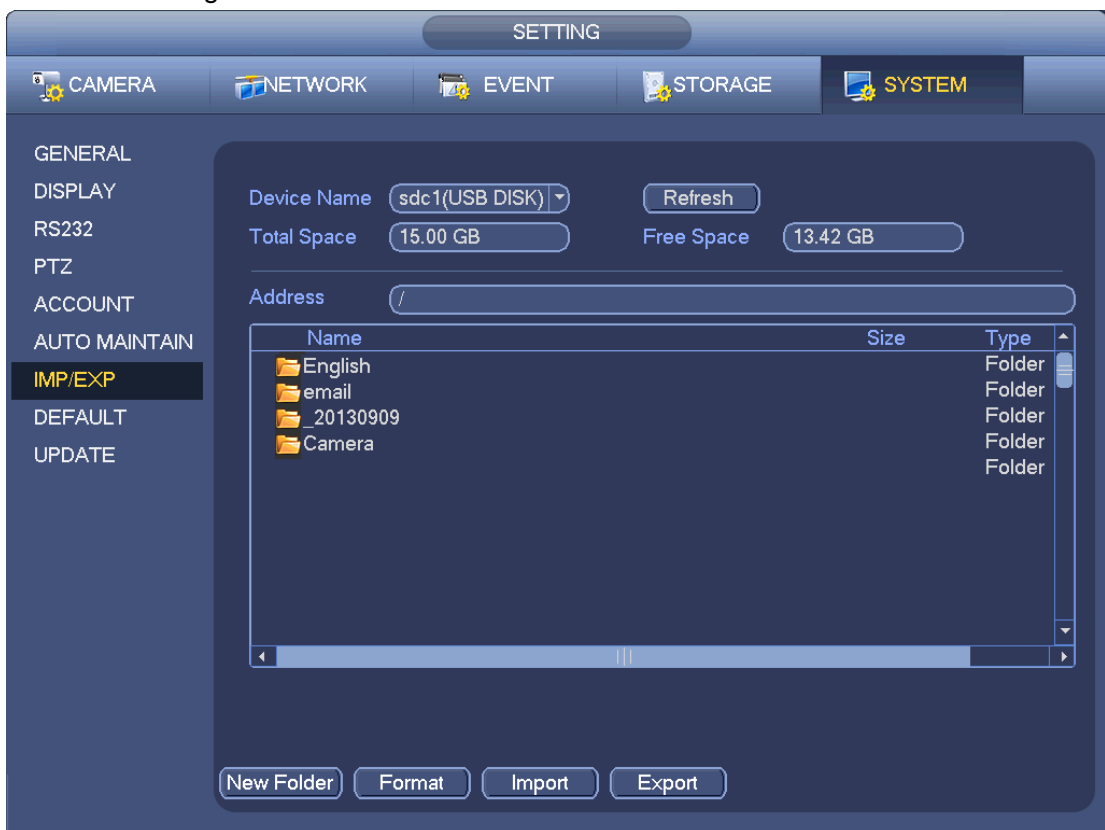 SETTING
CAMERA NETWORK EVENT STORAGE SYSTEM
GENERAL
DISPLAY
RS232
PTZ
ACCOUNT
AUTO MAINTAIN
IMP/EXP
DEFAULT
UPDATE
Device Name sdc1(USB DISK) Refresh
Total Space 15.00 GB Free Space 13.42 GB
Address /
Name Size Type
English Folder
email Folder
_20130909 Folder
Camera Folder
Folder
New Folder Format Import Export